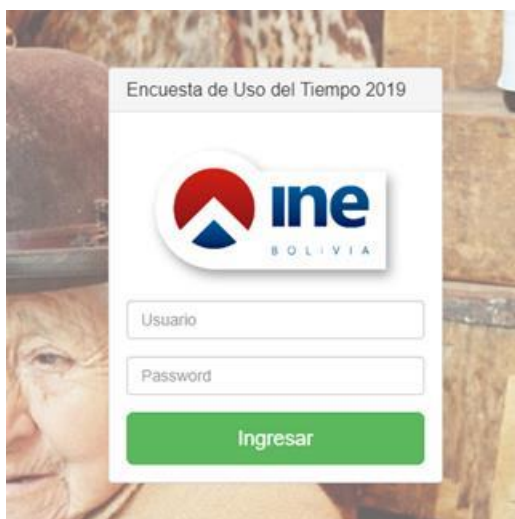 Encuesta de Uso del Tiempo 2019
ine
BOLIVIA
Usuario
Password
Ingresar